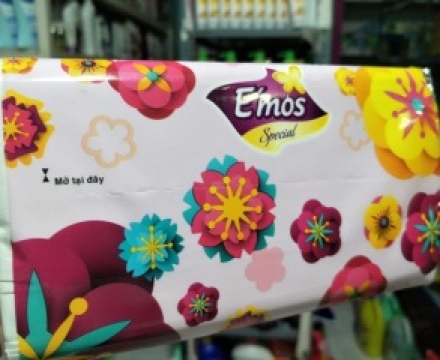 E'mos
Special
Mở tại đây